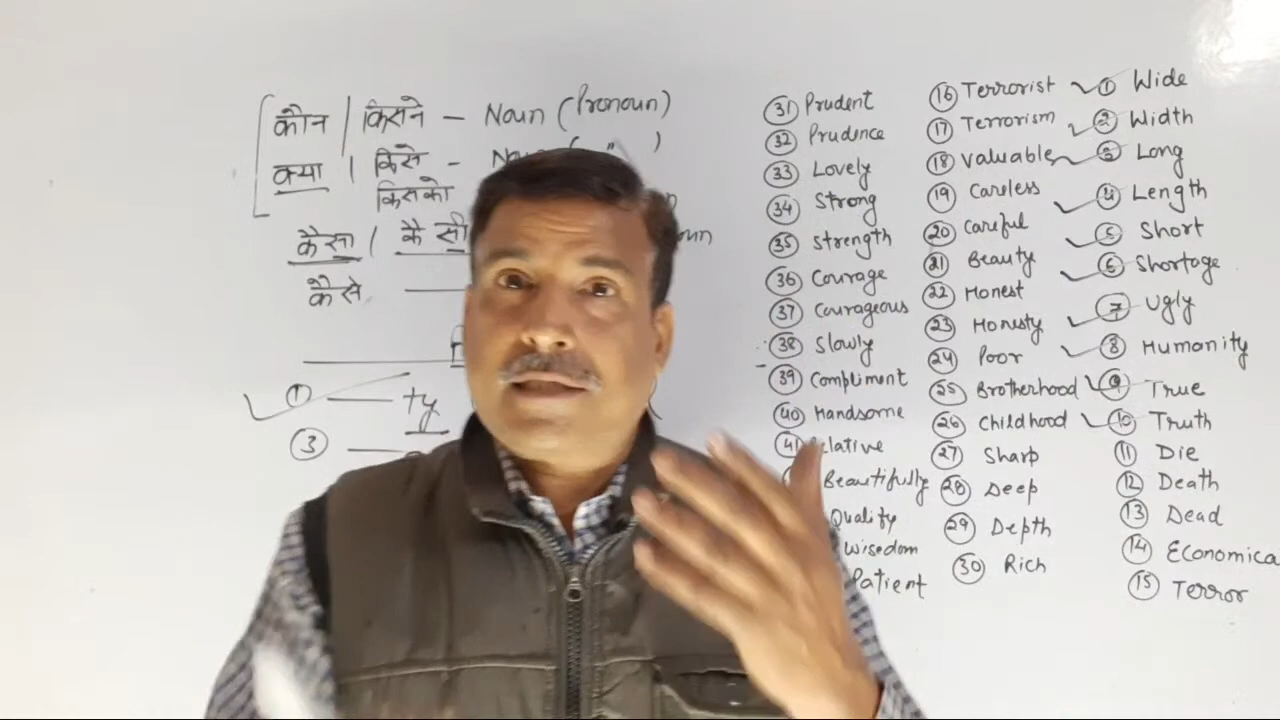 कौन | किसने — Noun (Pronoun)
क्या | किसे —
किसको
कैसा | कैसी
कैसे
① — ty
③ —
31 Prudent
32 Prudence
33 Lovely
34 Strong
35 Strength
36 Courage
37 Courageous
38 Slowly
39 Compliment
40 Handsome
41
Beautifully
Quality
Wisedom
Patient
16 Terrorist
17 Terrorism
18 Valuable
19 Careless
20 Careful
21 Beauty
22 Honest
23 Honesty
24 Poor
25 Brotherhood
26 Childhood
27 Sharp
28 Deep
29 Depth
30 Rich
① Wide
② Width
③ Long
④ Length
⑤ Short
⑥ Shortage
⑦ Ugly
⑧ Humanity
⑨ True
⑩ Truth
⑪ Die
⑫ Death
⑬ Dead
⑭ Economica
⑮ Terror